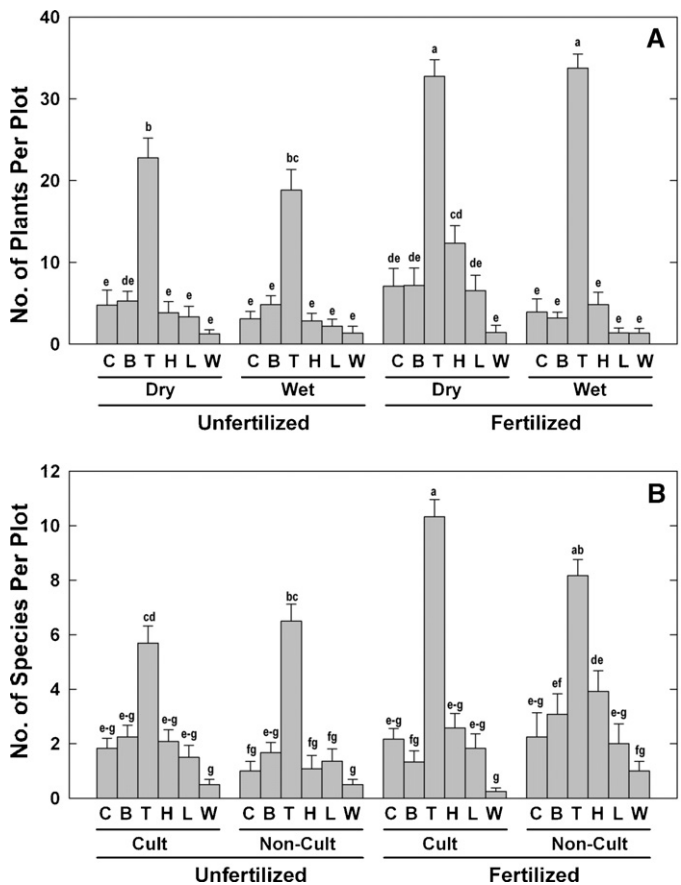 40
A
30
20
10
0
No. of Plants Per Plot
e de b e e e
e e bc e e e
de de a cd de e
e e a e e e
C B T H L W C B T H L W C B T H L W C B T H L W
Dry Wet Dry Wet
Unfertilized Fertilized
12
B
10
8
6
4
2
0
No. of Species Per Plot
e-g e-g cd e-g e-g g
fg fg bc fg fg g
e-g fg a e-g e-g g
e-g ef ab de e-g fg
C B T H L W C B T H L W C B T H L W C B T H L W
Cult Non-Cult Cult Non-Cult
Unfertilized Fertilized